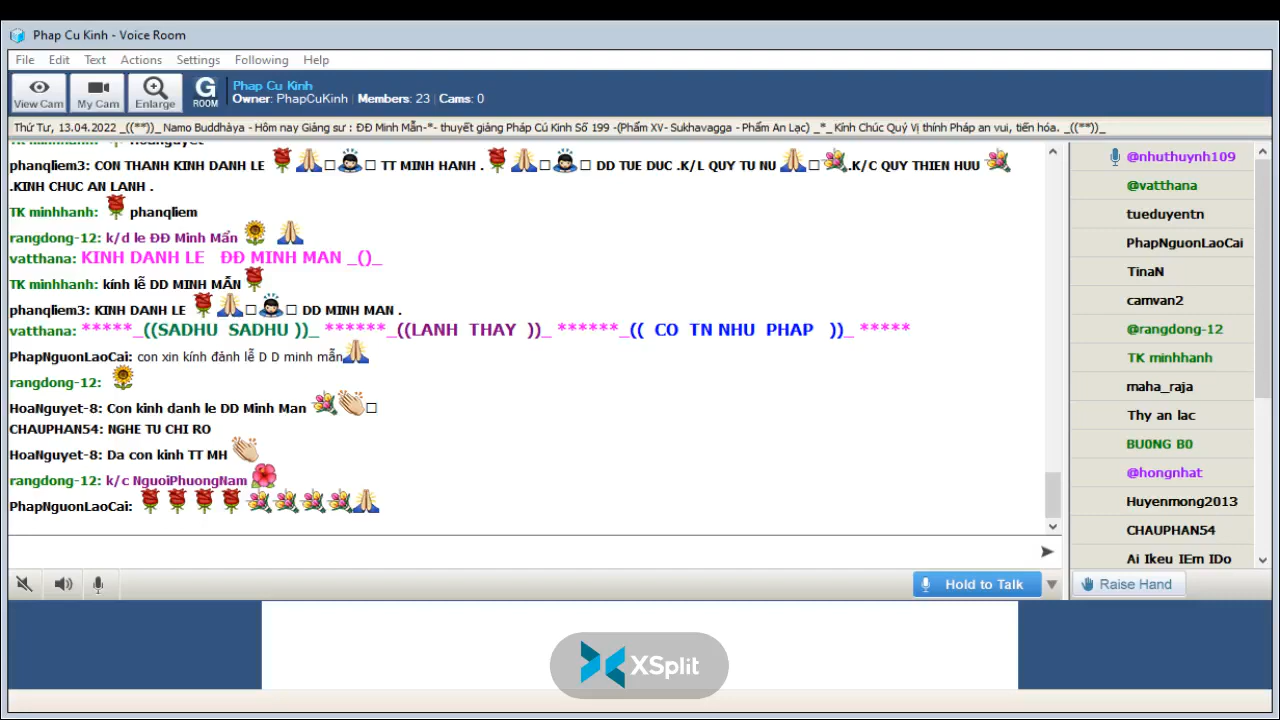 Phap Cu Kinh - Voice Room
File Edit Text Actions Settings Following Help
View Cam My Cam Enlarge G ROOM
Phap Cu Kinh
Owner: PhapCuKinh | Members: 23 | Cams: 0
Thứ Tư, 13.04.2022 _((**))_ Namo Buddhàya - Hôm nay Giảng sư : ĐĐ Minh Mẫn-*- thuyết giảng Pháp Cú Kinh Số 199 -(Phẩm XV- Sukhavagga - Phẩm An Lạc) _*_ Kính Chúc Quý Vị thính Pháp an vui, tiến hóa. _((**)_
phanqliem3: CON THANH KINH DANH LE 🌹🙏□🙇□ TT MINH HANH . 🌹🙏□🙇□ DD TUE DUC .K/L QUY TU NU 🙏□💐.K/C QUY THIEN HUU 💐
.KINH CHUC AN LANH .
TK minhhanh: 🌹 phanqliem
rangdong-12: k/d le ĐĐ Minh Mẩn 🌻 🙏
vatthana: KINH DANH LE ĐĐ MINH MAN _()_
TK minhhanh: kính lễ DD MINH MẪN 🌹
phanqliem3: KINH DANH LE 🌹🙏□🙇□ DD MINH MAN .
vatthana: *****_((SADHU SADHU ))_ ******_((LANH THAY ))_ ******_(( CO TN NHU PHAP ))_ *****
PhapNguonLaoCai: con xin kính đảnh lễ D D minh mẫn🙏
rangdong-12: 🌻
HoaNguyet-8: Con kinh danh le DD Minh Man 💐👏□
CHAUPHAN54: NGHE TU CHI RO
HoaNguyet-8: Da con kinh TT MH 👏
rangdong-12: k/c NguoiPhuongNam 🌺
PhapNguonLaoCai: 🌹🌹🌹🌹💐💐💐💐🙏
@nhuthuynh109
@vatthana
tueduyentn
PhapNguonLaoCai
TinaN
camvan2
@rangdong-12
TK minhhanh
maha_raja
Thy an lac
BU0NG B0
@hongnhat
Huyenmong2013
CHAUPHAN54
Ai Ikeu IEm IDo
Hold to Talk
Raise Hand
XSplit